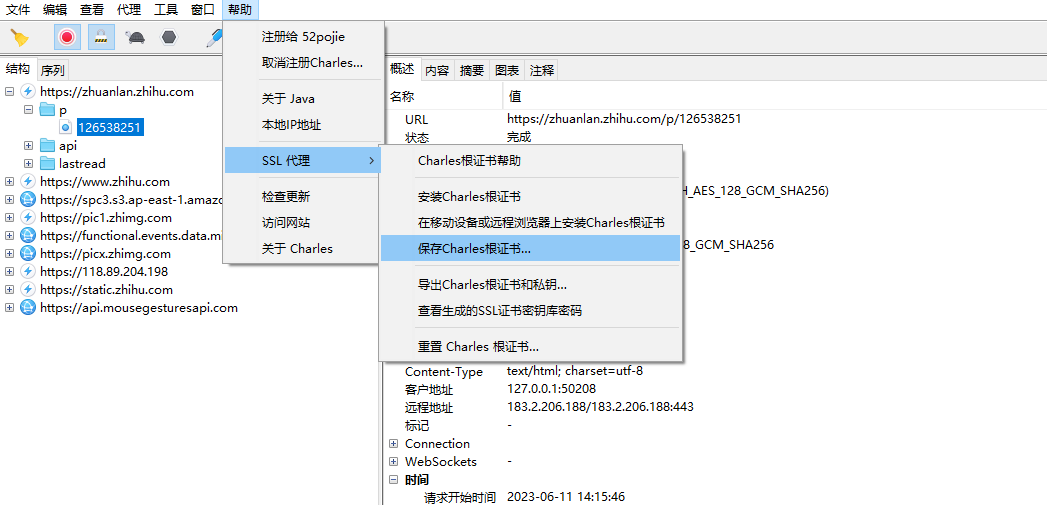 文件 编辑 查看 代理 工具 窗口 帮助
注册给 52pojie
取消注册Charles...
关于 Java
本地IP地址
SSL 代理
检查更新
访问网站
关于 Charles
Charles根证书帮助
安装Charles根证书
在移动设备或远程浏览器上安装Charles根证书
保存Charles根证书...
导出Charles根证书和私钥...
查看生成的SSL证书密钥库密码
重置 Charles 根证书...
结构 序列
https://zhuanlan.zhihu.com
p
126538251
api
lastread
https://www.zhihu.com
https://spc3.s3.ap-east-1.amazo
https://pic1.zhimg.com
https://functional.events.data.m
https://picx.zhimg.com
https://118.89.204.198
https://static.zhihu.com
https://api.mousegesturesapi.com
概述 内容 摘要 图表 注释
名称 值
URL https://zhuanlan.zhihu.com/p/126538251
状态 完成
H_AES_128_GCM_SHA256)
8_GCM_SHA256
Content-Type text/html; charset=utf-8
客户地址 127.0.0.1:50208
远程地址 183.2.206.188/183.2.206.188:443
标记 -
Connection
WebSockets -
时间
请求开始时间 2023-06-11 14:15:46